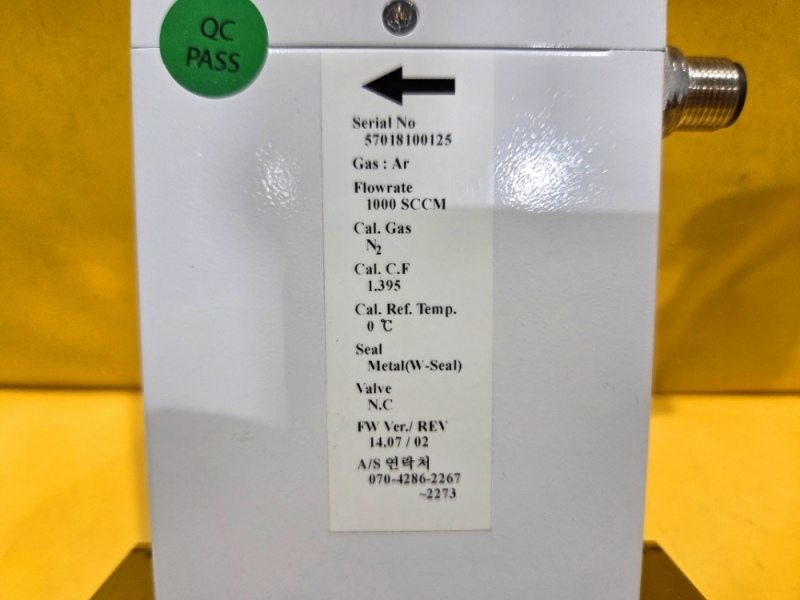 QC
PASS
Serial No
57018100125
Gas : Ar
Flowrate
1000 SCCM
Cal. Gas
N2
Cal. C.F
1.395
Cal. Ref. Temp.
0 ℃
Seal
Metal(W-Seal)
Valve
N.C
FW Ver./ REV
14.07 / 02
A/S 연락처
070-4286-2267
~2273